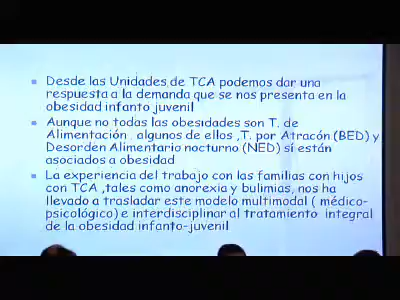 Desde las Unidades de TCA podemos dar una
respuesta a la demanda que se nos presenta en la
obesidad infanto juvenil
Aunque no todas las obesidades son T. de
Alimentación . algunos de ellos ,T. por Atracón (BED) y
Desorden Alimentario nocturno (NED) sí están
asociados a obesidad
La experiencia del trabajo con las familias con hijos
con TCA ,tales como anorexia y bulimias, nos ha
llevado a trasladar este modelo multimodal ( médico-
psicológico) e interdisciplinar al tratamiento integral
de la obesidad infanto-juvenil